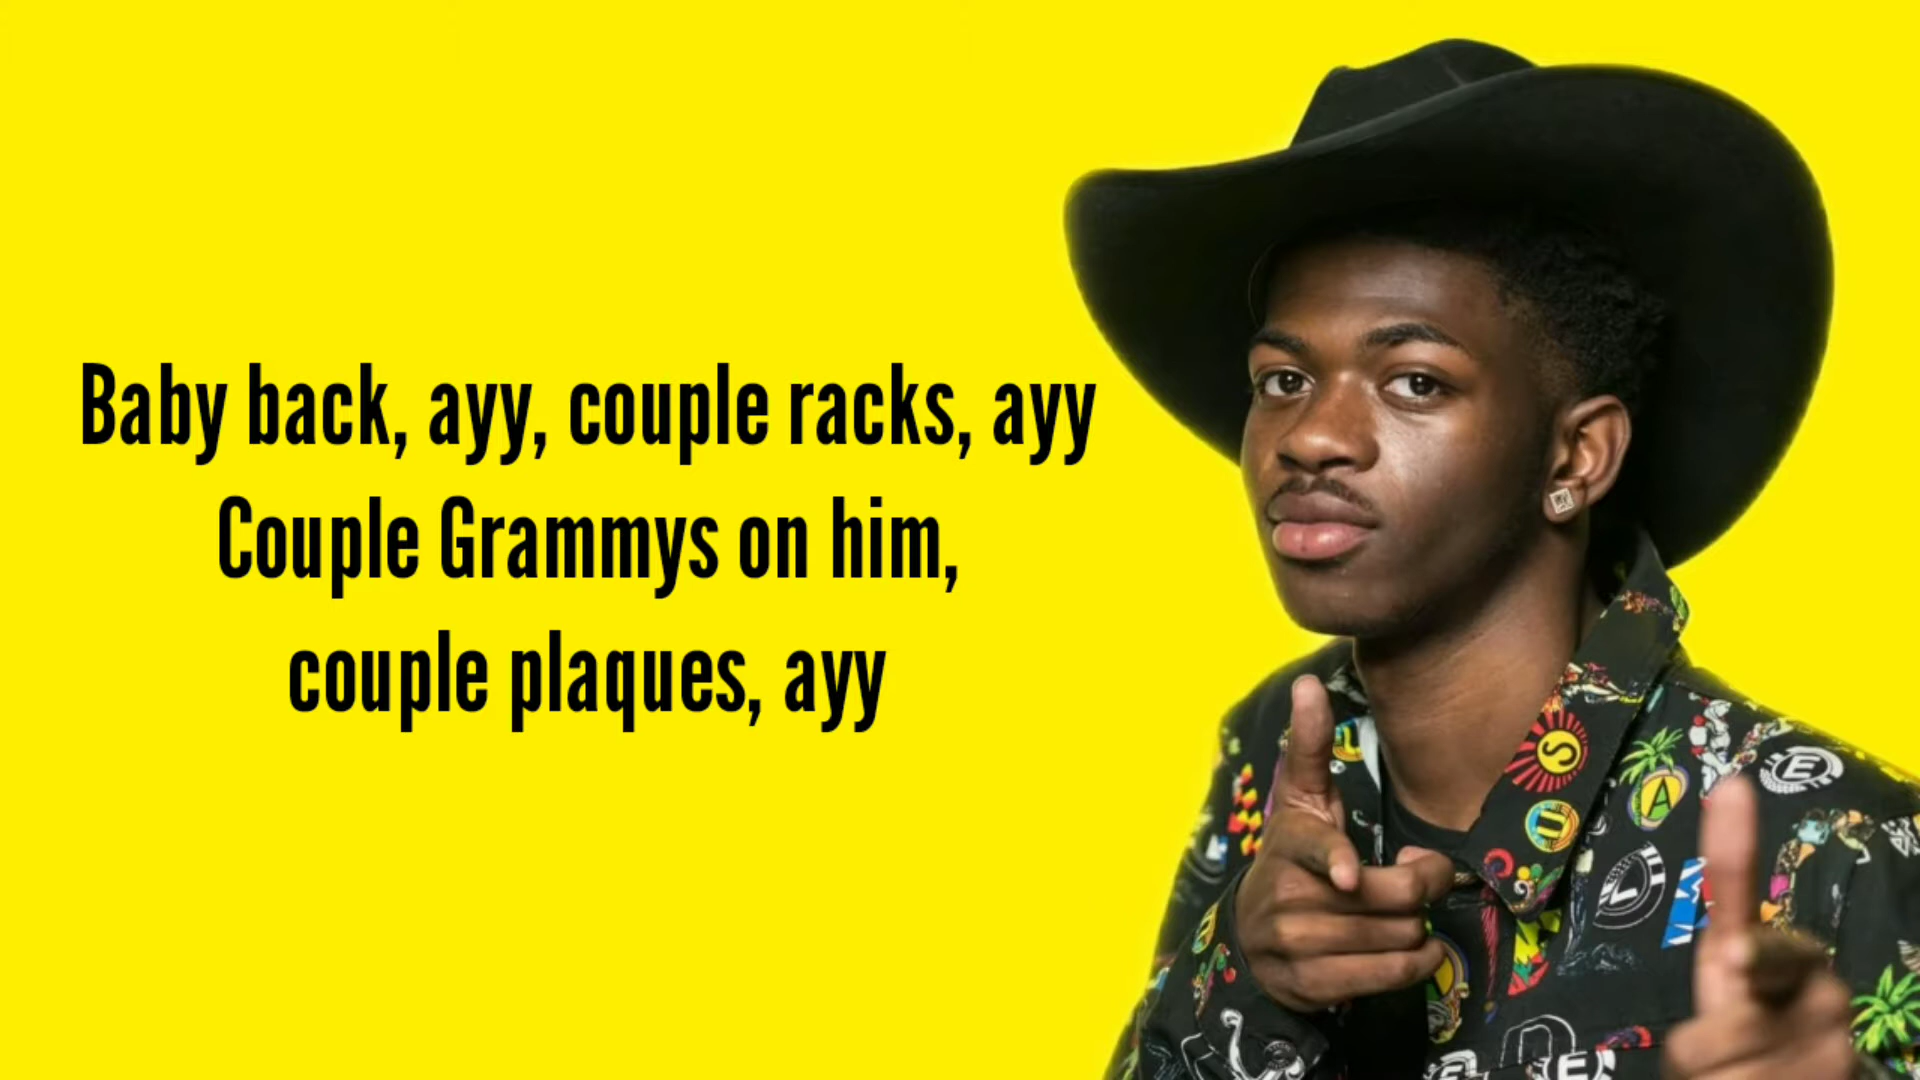 Baby back, ayy, couple racks, ayy
Couple Grammys on him,
couple plaques, ayy